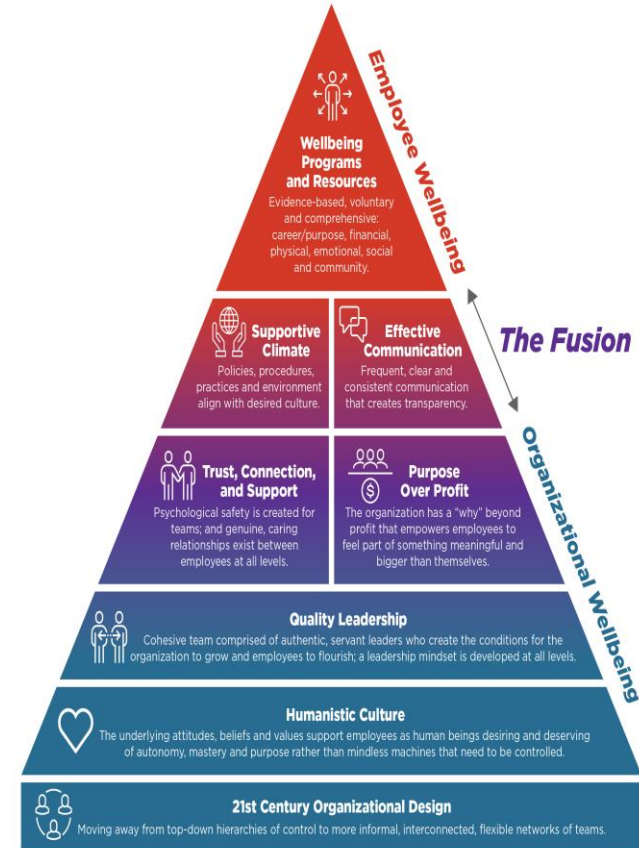 Wellbeing
Programs
and Resources
Evidence-based, voluntary
and comprehensive:
career/purpose, financial,
physical, emotional, social
and community.
Employee Wellbeing
Supportive
Climate
Policies, procedures,
practices and environment
align with desired culture.
Effective
Communication
Frequent, clear and
consistent communication
that creates transparency.
The Fusion
Trust, Connection,
and Support
Psychological safety is created for
teams; and genuine, caring
relationships exist between
employees at all levels.
Purpose
Over Profit
The organization has a “why” beyond
profit that empowers employees to
feel part of something meaningful and
bigger than themselves.
Organizational Wellbeing
Quality Leadership
Cohesive team comprised of authentic, servant leaders who create the conditions for the
organization to grow and employees to flourish; a leadership mindset is developed at all levels.
Humanistic Culture
The underlying attitudes, beliefs and values support employees as human beings desiring and deserving
of autonomy, mastery and purpose rather than mindless machines that need to be controlled.
21st Century Organizational Design
Moving away from top-down hierarchies of control to more informal, interconnected, flexible networks of teams.